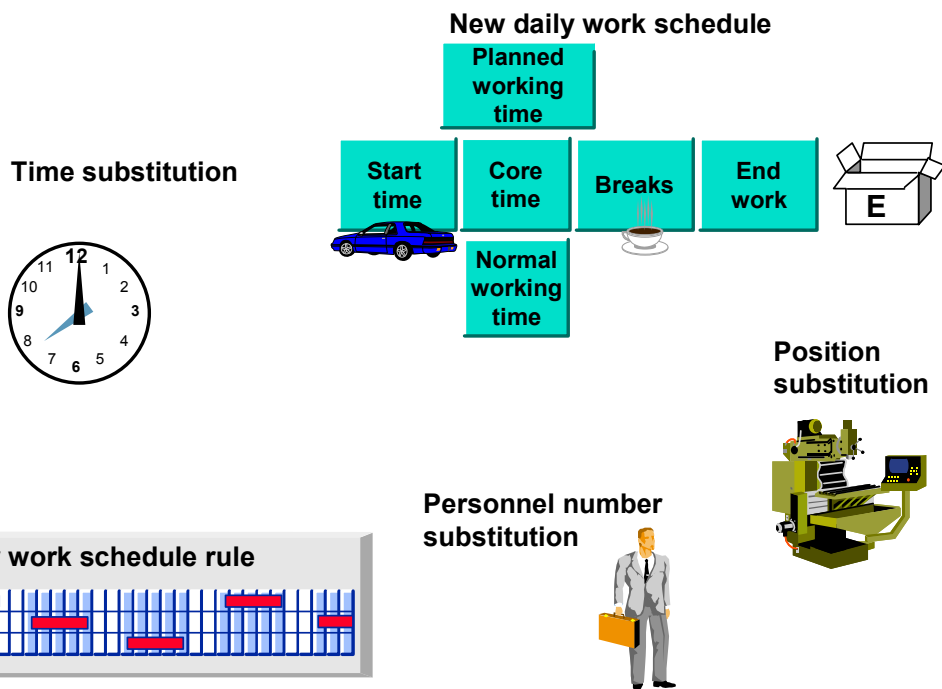 New daily work schedule
Planned
working
time
Time substitution
Start
time
Core
time
Breaks
End
work
E
Normal
working
time
12
11
1
10
2
9
3
8
4
7
5
6
Position
substitution
Personnel number
substitution
work schedule rule